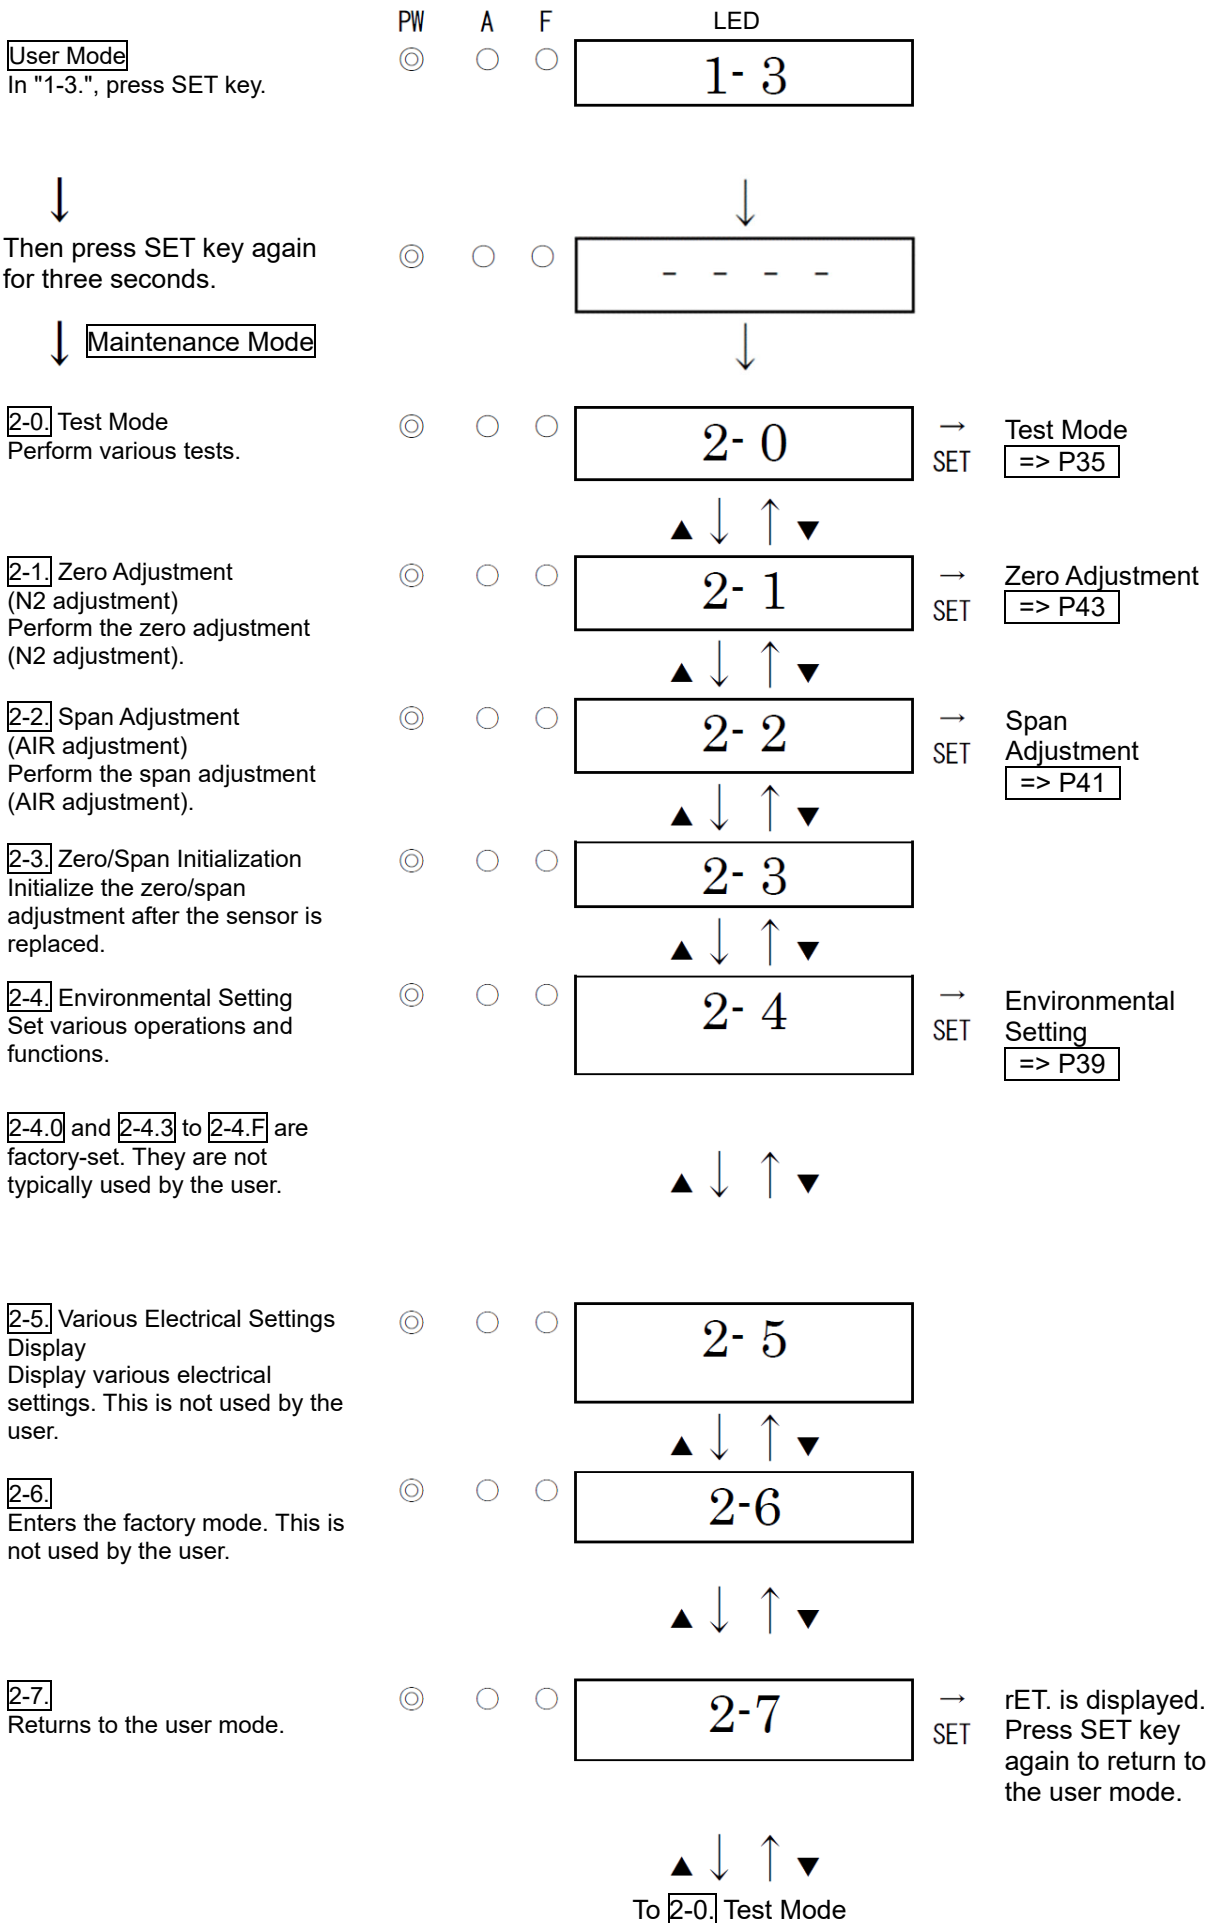 PW A F LED
User Mode
In "1-3.", press SET key.
◎ ○ ○ 1- 3
↓ ↓
Then press SET key again
for three seconds.
◎ ○ ○ - - - -
↓ Maintenance Mode ↓
2-0. Test Mode
Perform various tests.
◎ ○ ○ 2- 0 → SET
Test Mode
=> P35
▲ ↓ ↑ ▼
2-1. Zero Adjustment
(N2 adjustment)
Perform the zero adjustment
(N2 adjustment).
◎ ○ ○ 2- 1 → SET
Zero Adjustment
=> P43
▲ ↓ ↑ ▼
2-2. Span Adjustment
(AIR adjustment)
Perform the span adjustment
(AIR adjustment).
◎ ○ ○ 2- 2 → SET
Span
Adjustment
=> P41
▲ ↓ ↑ ▼
2-3. Zero/Span Initialization
Initialize the zero/span
adjustment after the sensor is
replaced.
◎ ○ ○ 2- 3
▲ ↓ ↑ ▼
2-4. Environmental Setting
Set various operations and
functions.
◎ ○ ○ 2- 4 → SET
Environmental
Setting
=> P39
2-4.0 and 2-4.3 to 2-4.F are
factory-set. They are not
typically used by the user.
▲ ↓ ↑ ▼
2-5. Various Electrical Settings
Display
Display various electrical
settings. This is not used by the
user.
◎ ○ ○ 2- 5
▲ ↓ ↑ ▼
2-6.
Enters the factory mode. This is
not used by the user.
◎ ○ ○ 2-6
▲ ↓ ↑ ▼
2-7.
Returns to the user mode.
◎ ○ ○ 2-7 → SET
rET. is displayed.
Press SET key
again to return to
the user mode.
▲ ↓ ↑ ▼
To 2-0. Test Mode